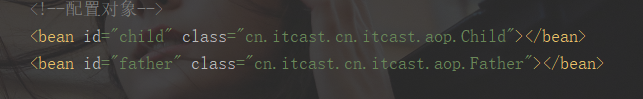 <!--配置对象-->
<bean id="child" class="cn.itcast.cn.itcast.aop.Child"></bean>
<bean id="father" class="cn.itcast.cn.itcast.aop.Father"></bean>